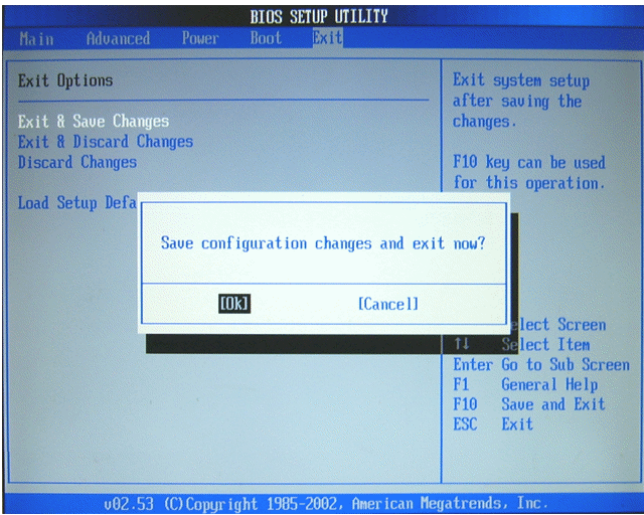 BIOS SETUP UTILITY
Main Advanced Power Boot Exit
Exit Options
Exit & Save Changes
Exit & Discard Changes
Discard Changes
Load Setup Defa
Exit system setup
after saving the
changes.
F10 key can be used
for this operation.
Save configuration changes and exit now?
[Ok] [Cancel]
elect Screen
↑↓ Select Item
Enter Go to Sub Screen
F1 General Help
F10 Save and Exit
ESC Exit
v02.53 (C)Copyright 1985-2002, American Megatrends, Inc.